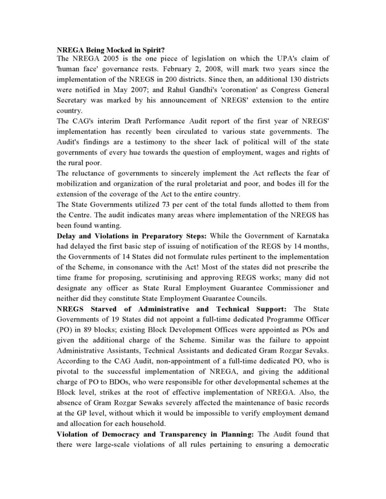 NREGA Being Mocked in Spirit?
The NREGA 2005 is the one piece of legislation on which the UPA's claim of
'human face' governance rests. February 2, 2008, will mark two years since the
implementation of the NREGS in 200 districts. Since then, an additional 130 districts
were notified in May 2007; and Rahul Gandhi's 'coronation' as Congress General
Secretary was marked by his announcement of NREGS' extension to the entire
country.
The CAG's interim Draft Performance Audit report of the first year of NREGS'
implementation has recently been circulated to various state governments. The
Audit's findings are a testimony to the sheer lack of political will of the state
governments of every hue towards the question of employment, wages and rights of
the rural poor.
The reluctance of governments to sincerely implement the Act reflects the fear of
mobilization and organization of the rural proletariat and poor, and bodes ill for the
extension of the coverage of the Act to the entire country.
The State Governments utilized 73 per cent of the total funds allotted to them from
the Centre. The audit indicates many areas where implementation of the NREGS has
been found wanting.
Delay and Violations in Preparatory Steps: While the Government of Karnataka
had delayed the first basic step of issuing of notification of the REGS by 14 months,
the Governments of 14 States did not formulate rules pertinent to the implementation
of the Scheme, in consonance with the Act! Most of the states did not prescribe the
time frame for proposing, scrutinising and approving REGS works; many did not
designate any officer as State Rural Employment Guarantee Commissioner and
neither did they constitute State Employment Guarantee Councils.
NREGS Starved of Administrative and Technical Support: The State
Governments of 19 States did not appoint a full-time dedicated Programme Officer
(PO) in 89 blocks; existing Block Development Offices were appointed as POs and
given the additional charge of the Scheme. Similar was the failure to appoint
Administrative Assistants, Technical Assistants and dedicated Gram Rozgar Sevaks.
According to the CAG Audit, non-appointment of a full-time dedicated PO, who is
pivotal to the successful implementation of NREGA, and giving the additional
charge of PO to BDOs, who were responsible for other developmental schemes at the
Block level, strikes at the root of effective implementation of NREGA. Also, the
absence of Gram Rozgar Sewaks severely affected the maintenance of basic records
at the GP level, without which it would be impossible to verify employment demand
and allocation for each household.
Violation of Democracy and Transparency in Planning: The Audit found that
there were large-scale violations of all rules pertaining to ensuring a democratic